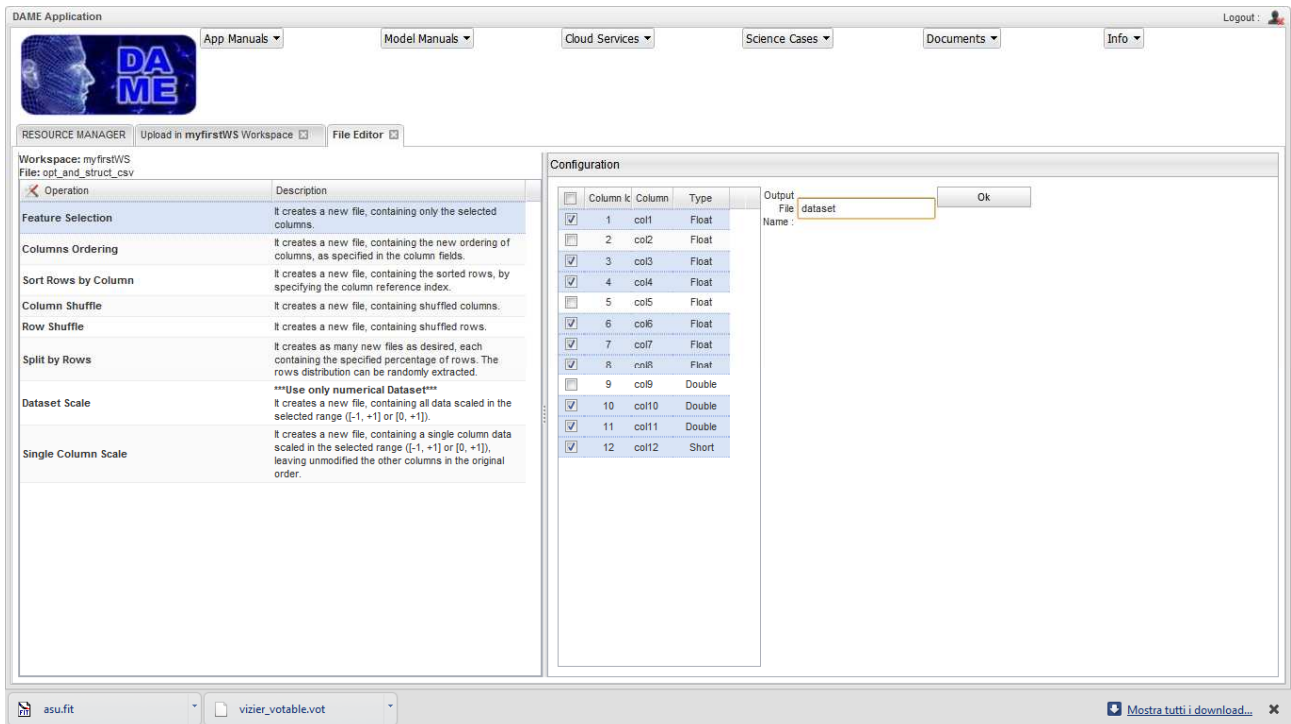 DAME Application
Logout :
App Manuals
Model Manuals
Cloud Services
Science Cases
Documents
Info
DA
ME
RESOURCE MANAGER
Upload in myfirstWS Workspace
File Editor
Workspace: myfirstWS
File: opt_and_struct_csv
Operation Description
Feature Selection
It creates a new file, containing only the selected
columns.
Columns Ordering
It creates a new file, containing the new ordering of
columns, as specified in the column fields.
Sort Rows by Column
It creates a new file, containing the sorted rows, by
specifying the column reference index.
Column Shuffle
It creates a new file, containing shuffled columns.
Row Shuffle
It creates a new file, containing shuffled rows.
Split by Rows
It creates as many new files as desired, each
containing the specified percentage of rows. The
rows distribution can be randomly extracted.
Dataset Scale
***Use only numerical Dataset***
It creates a new file, containing all data scaled in the
selected range ([-1, +1] or [0, +1]).
Single Column Scale
It creates a new file, containing a single column data
scaled in the selected range ([-1, +1] or [0, +1]),
leaving unmodified the other columns in the original
order.
Configuration
Column Ic Column Type
1 col1 Float
2 col2 Float
3 col3 Float
4 col4 Float
5 col5 Float
6 col6 Float
7 col7 Float
8 col8 Float
9 col9 Double
10 col10 Double
11 col11 Double
12 col12 Short
Output
File
Name :
dataset
Ok
FIT
asu.fit
vizier_votable.vot
Mostra tutti i download...